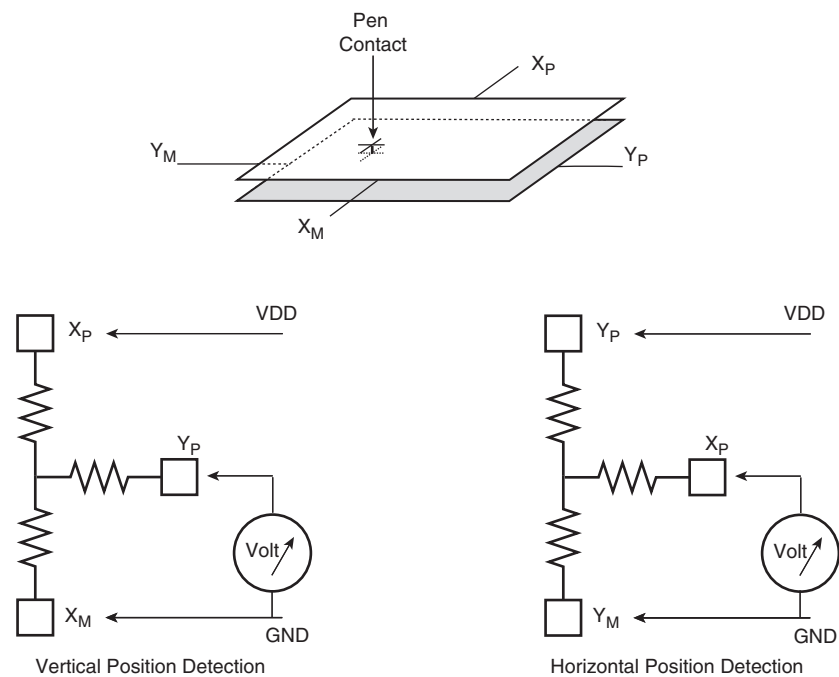 Pen
Contact
X_P
Y_M
Y_P
X_M
VDD
X_P
Y_P
Volt
X_M
GND
Vertical Position Detection
VDD
Y_P
X_P
Volt
Y_M
GND
Horizontal Position Detection